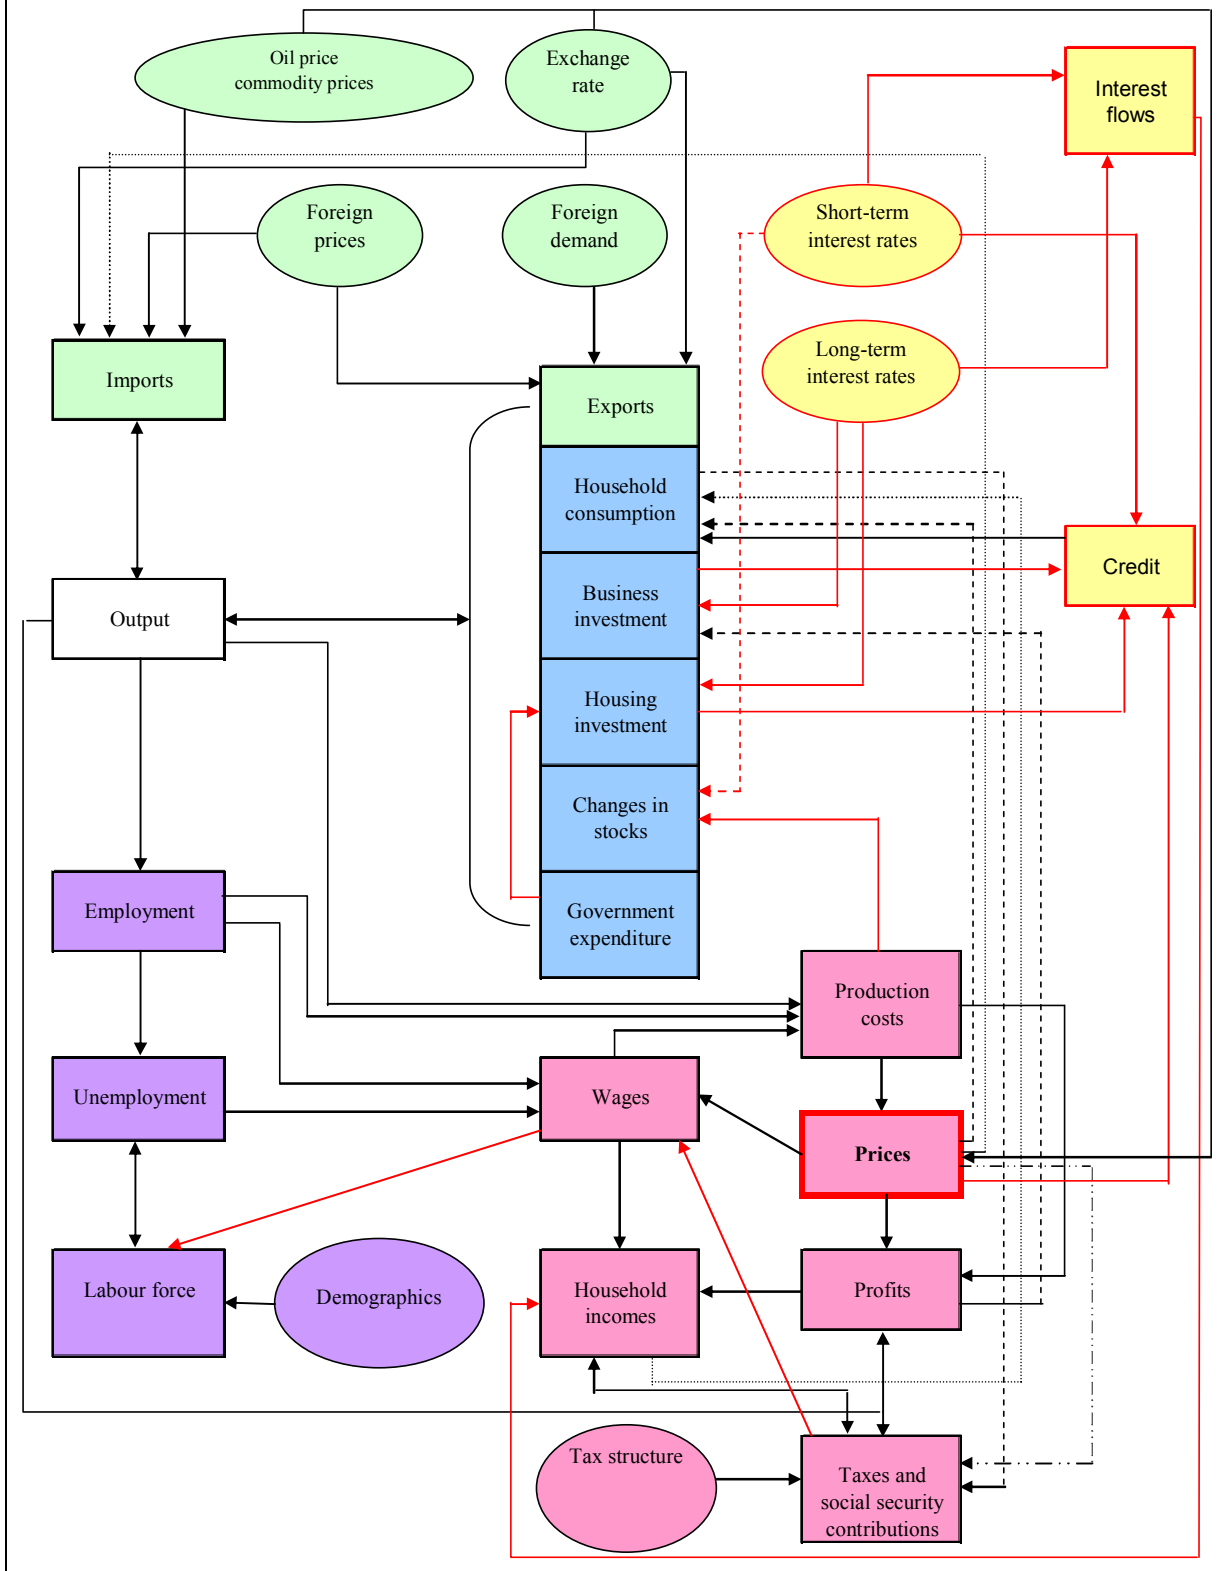 Oil price
commodity prices
Exchange
rate
Interest
flows
Foreign
prices
Foreign
demand
Short-term
interest rates
Long-term
interest rates
Imports
Exports
Household
consumption
Credit
Business
investment
Output
Housing
investment
Changes in
stocks
Employment
Government
expenditure
Production
costs
Unemployment
Wages
Prices
Labour force
Demographics
Household
incomes
Profits
Tax structure
Taxes and
social security
contributions